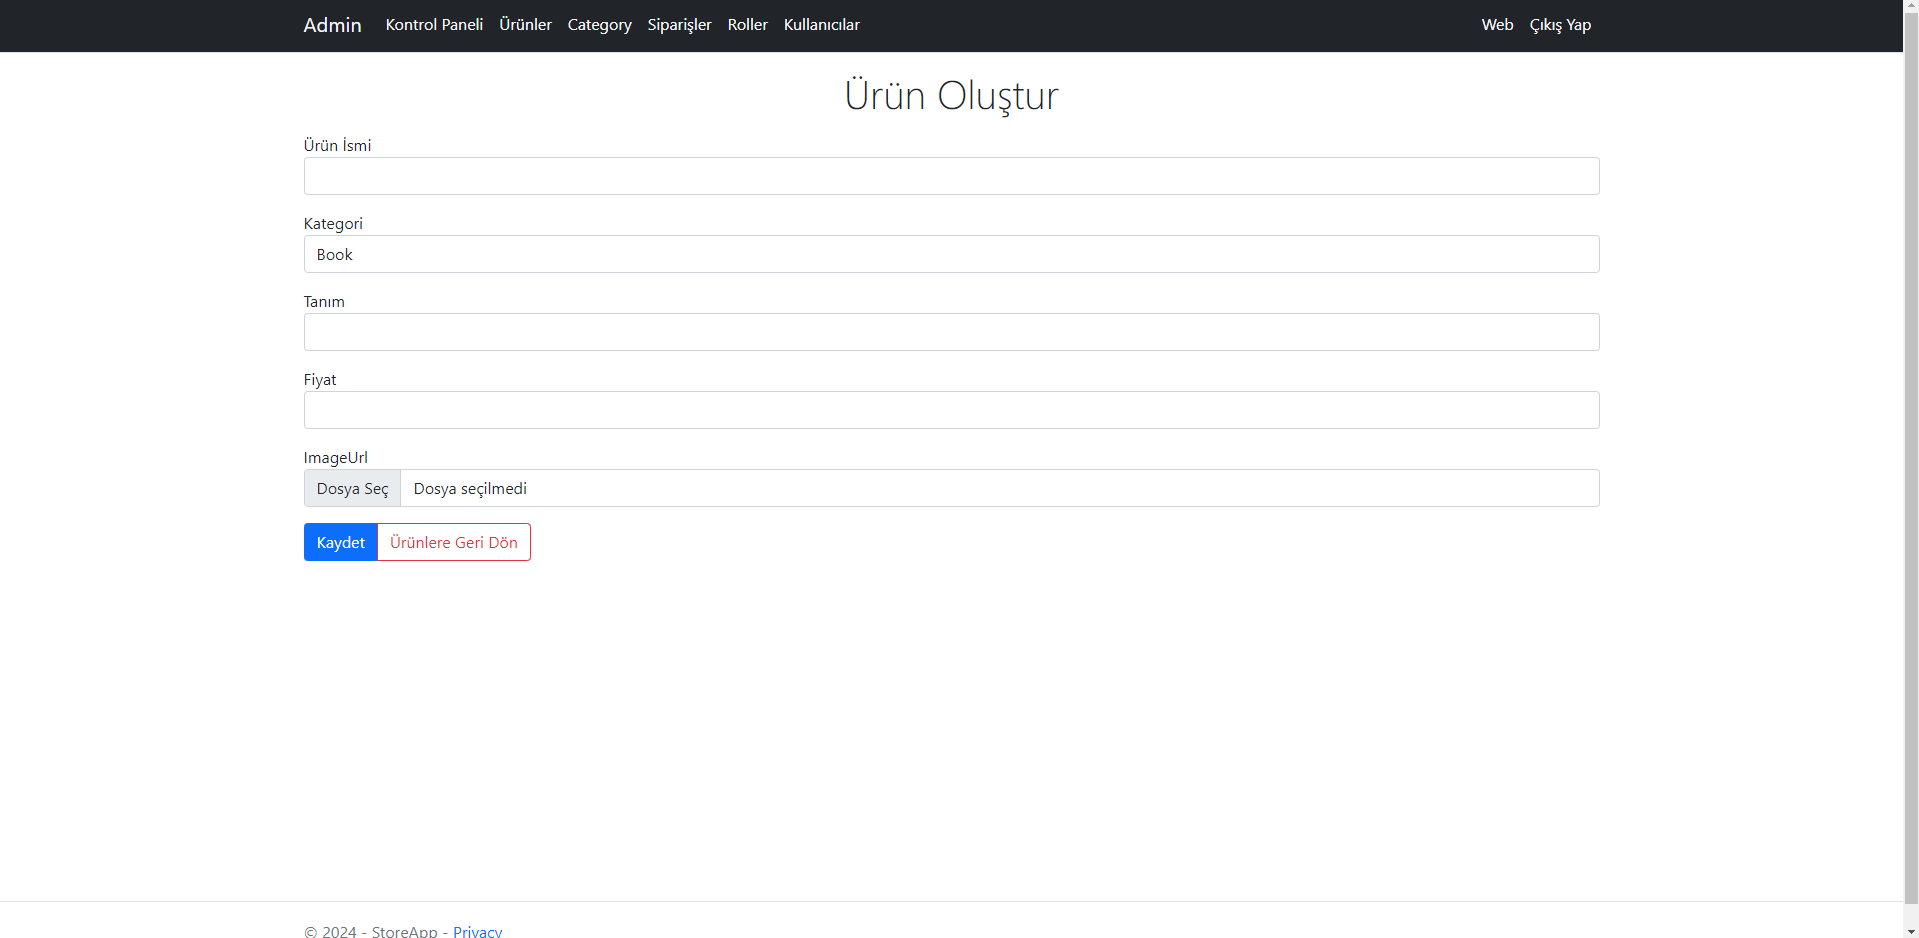 Admin Kontrol Paneli Ürünler Category Siparişler Roller Kullanıcılar Web Çıkış Yap
Ürün Oluştur
Ürün İsmi
Kategori
Book
Tanım
Fiyat
ImageUrl
Dosya Seç Dosya seçilmedi
Kaydet Ürünlere Geri Dön
© 2024 - StoreApp - Privacy